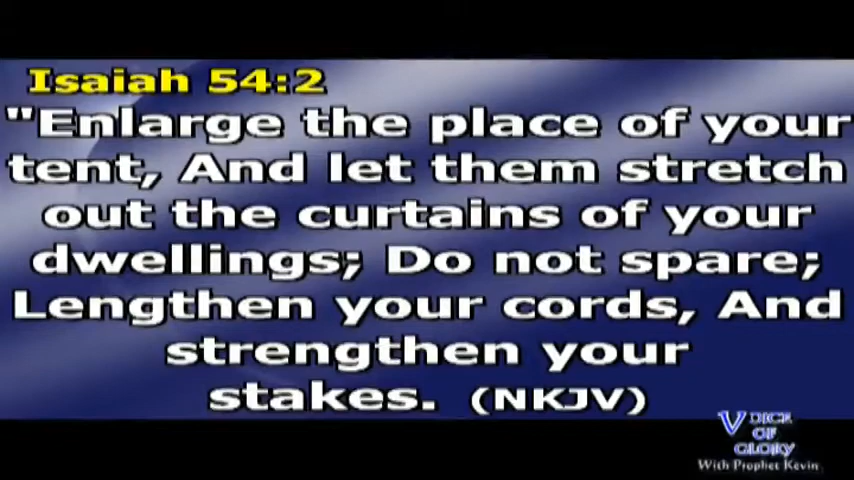 Isaiah 54:2
"Enlarge the place of your
tent, And let them stretch
out the curtains of your
dwellings; Do not spare;
Lengthen your cords, And
strengthen your
stakes. (NKJV)
VOICE
OF
GLORY
With Prophet Kevin